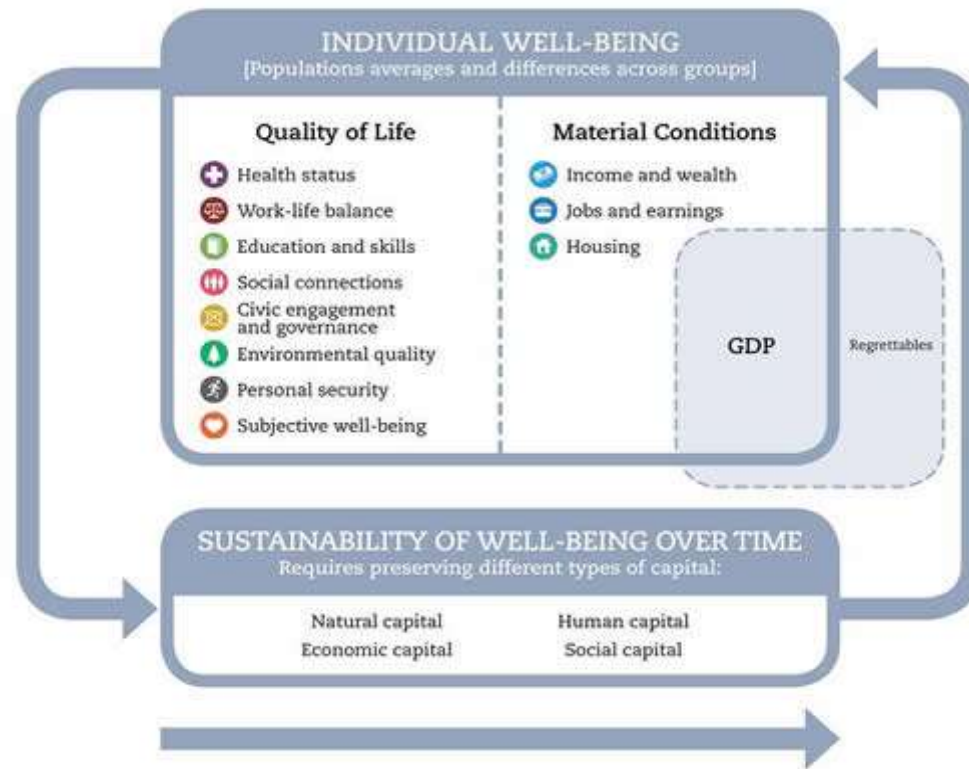 INDIVIDUAL WELL-BEING
[Populations averages and differences across groups]
Quality of Life
Health status
Work-life balance
Education and skills
Social connections
Civic engagement
and governance
Environmental quality
Personal security
Subjective well-being
Material Conditions
Income and wealth
Jobs and earnings
Housing
GDP
Regrettables
SUSTAINABILITY OF WELL-BEING OVER TIME
Requires preserving different types of capital:
Natural capital
Human capital
Economic capital
Social capital